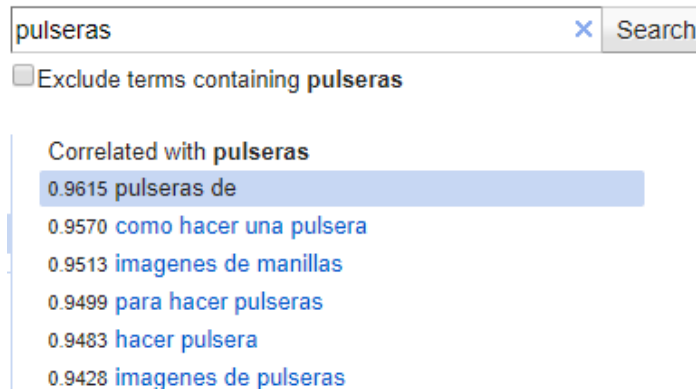 pulseras × Search
Exclude terms containing pulseras
Correlated with pulseras
0.9615 pulseras de
0.9570 como hacer una pulsera
0.9513 imagenes de manillas
0.9499 para hacer pulseras
0.9483 hacer pulsera
0.9428 imagenes de pulseras